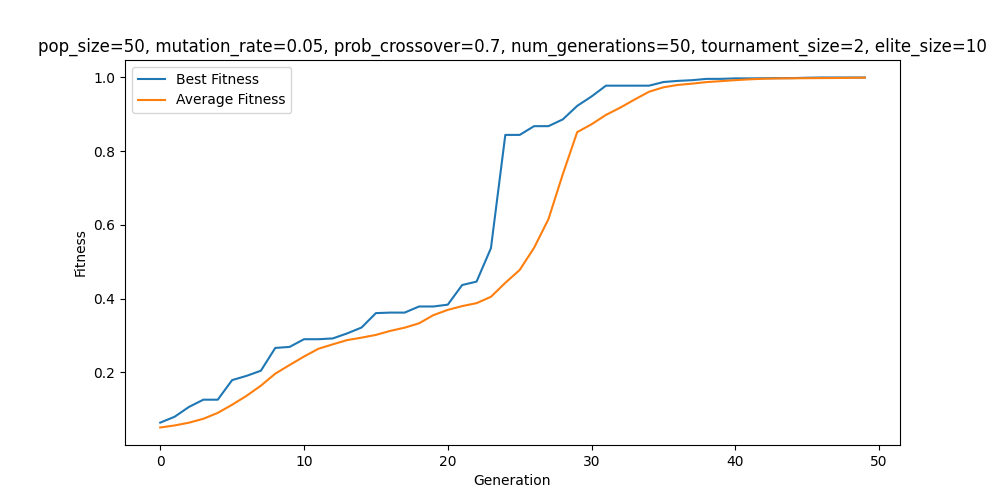 pop_size=50, mutation_rate=0.05, prob_crossover=0.7, num_generations=50, tournament_size=2, elite_size=10
Best Fitness
Average Fitness
1.0
0.8
0.6
0.4
0.2
Fitness
0 10 20 30 40 50
Generation